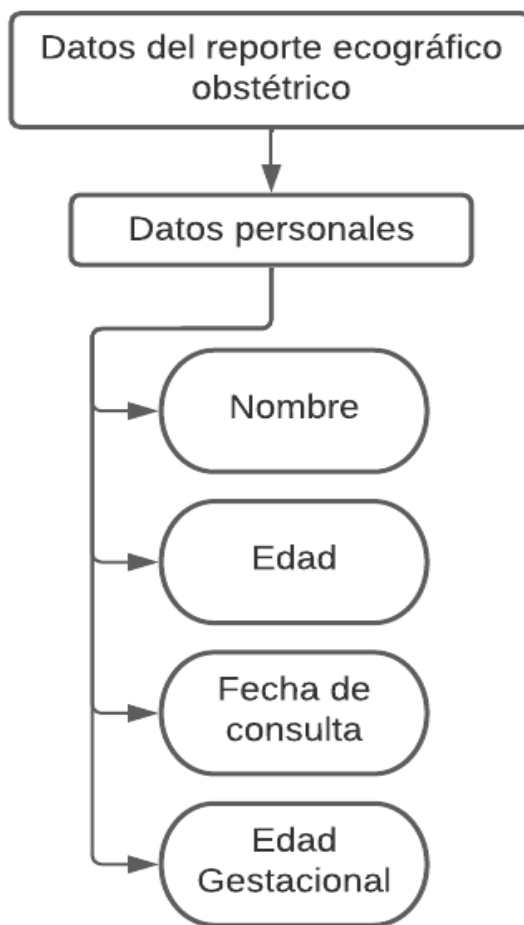 Datos del reporte ecográfico
obstétrico
Datos personales
Nombre
Edad
Fecha de
consulta
Edad
Gestacional